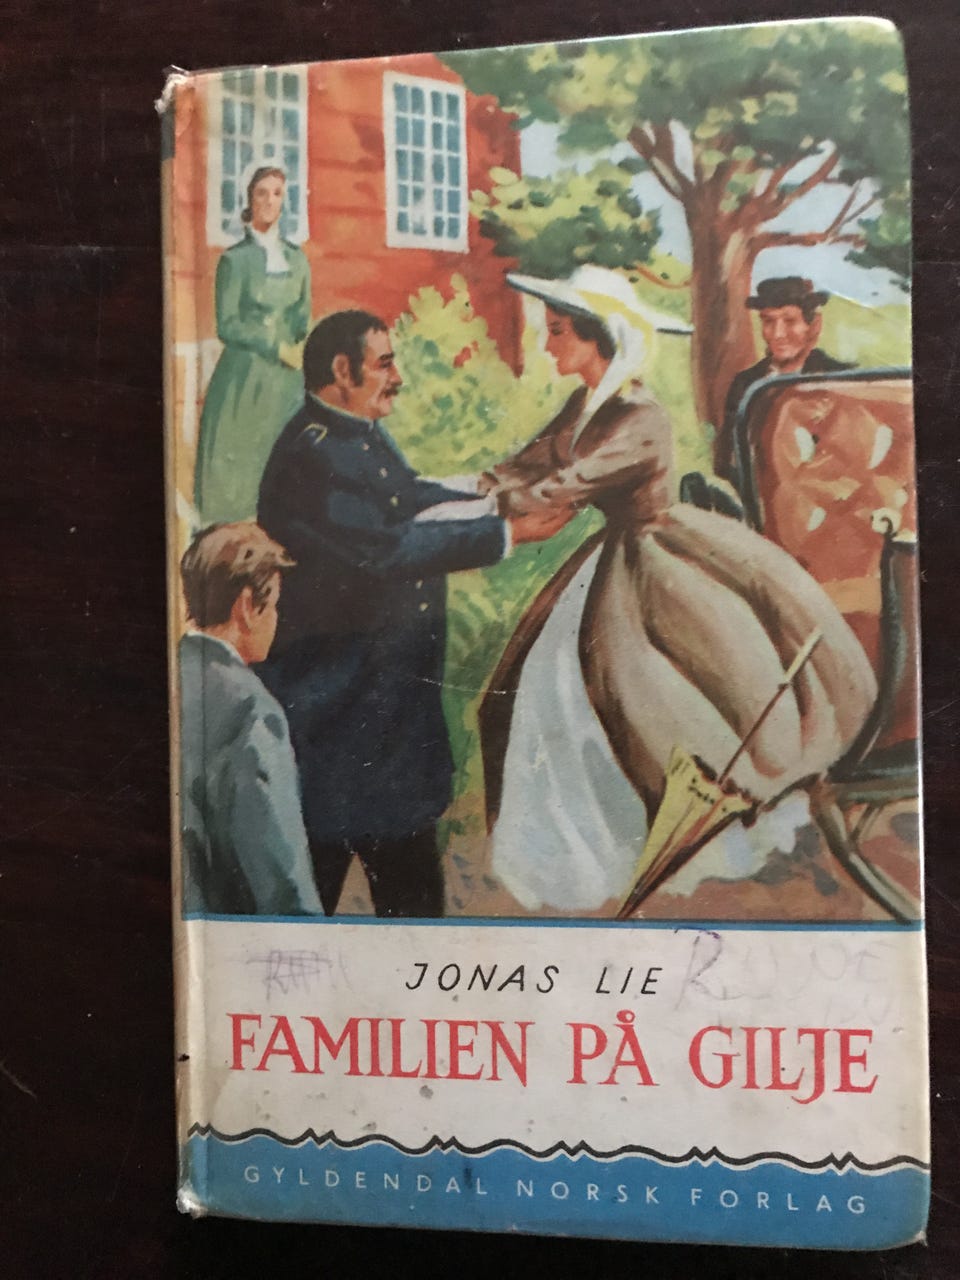 JONAS LIE
FAMILIEN PÅ GILJE
GYLDENDAL NORSK FORLAG